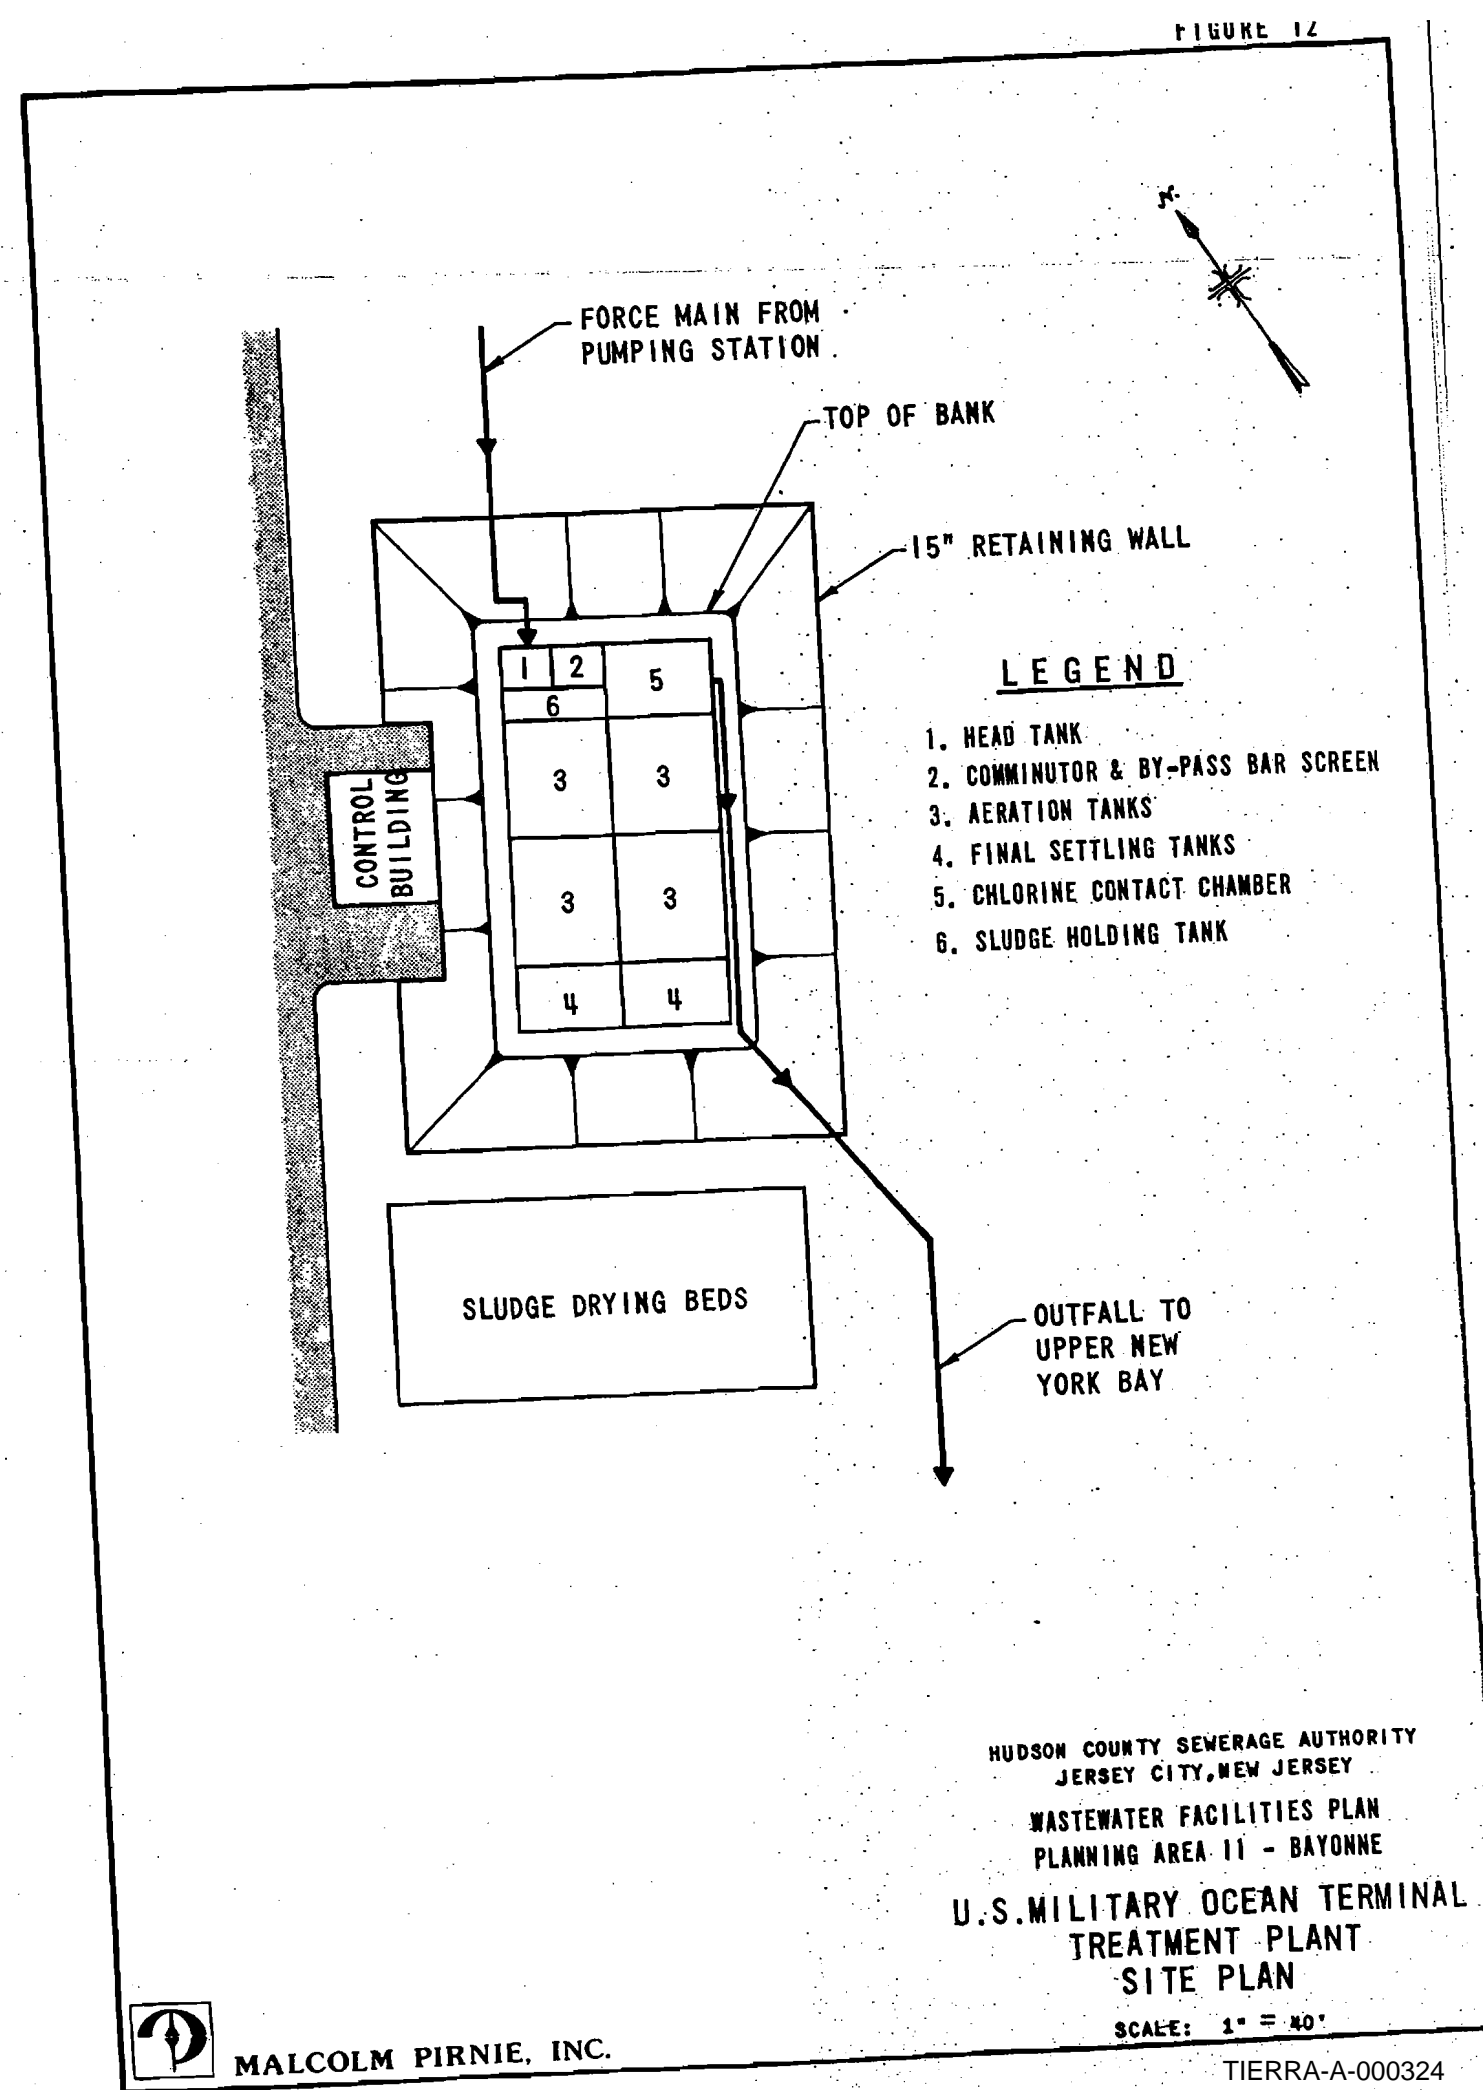 FIGURE 12
N.
FORCE MAIN FROM
PUMPING STATION
TOP OF BANK
15" RETAINING WALL
1
2
5
6
3
3
3
3
4
4
CONTROL
BUILDING
LEGEND
1. HEAD TANK
2. COMMINUTOR & BY-PASS BAR SCREEN
3. AERATION TANKS
4. FINAL SETTLING TANKS
5. CHLORINE CONTACT CHAMBER
6. SLUDGE HOLDING TANK
SLUDGE DRYING BEDS
OUTFALL TO
UPPER NEW
YORK BAY
HUDSON COUNTY SEWERAGE AUTHORITY
JERSEY CITY, NEW JERSEY
WASTEWATER FACILITIES PLAN
PLANNING AREA II - BAYONNE
U.S. MILITARY OCEAN TERMINAL
TREATMENT PLANT
SITE PLAN
SCALE: 1" = 40'
MALCOLM PIRNIE, INC.
TIERRA-A-000324